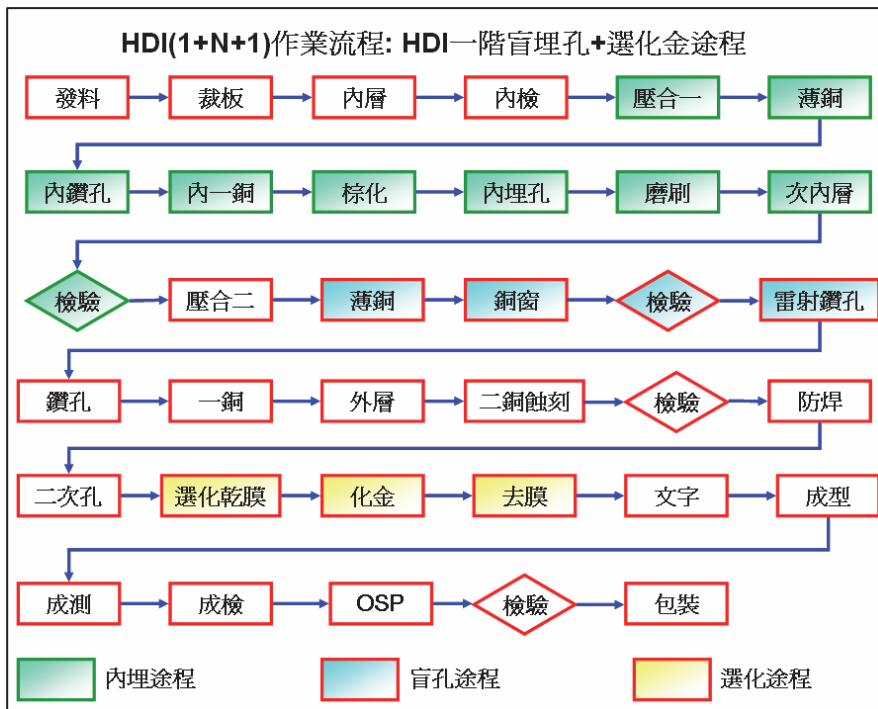 HDI(1+N+1)作業流程: HDI一階盲埋孔+選化金途程
發料 裁板 內層 內檢 壓合一 薄銅
內鑽孔 內一銅 棕化 內埋孔 磨刷 次內層
檢驗 壓合二 薄銅 銅窗 檢驗 雷射鑽孔
鑽孔 一銅 外層 二銅蝕刻 檢驗 防焊
二次孔 選化乾膜 化金 去膜 文字 成型
成測 成檢 OSP 檢驗 包裝
內埋途程 盲孔途程 選化途程